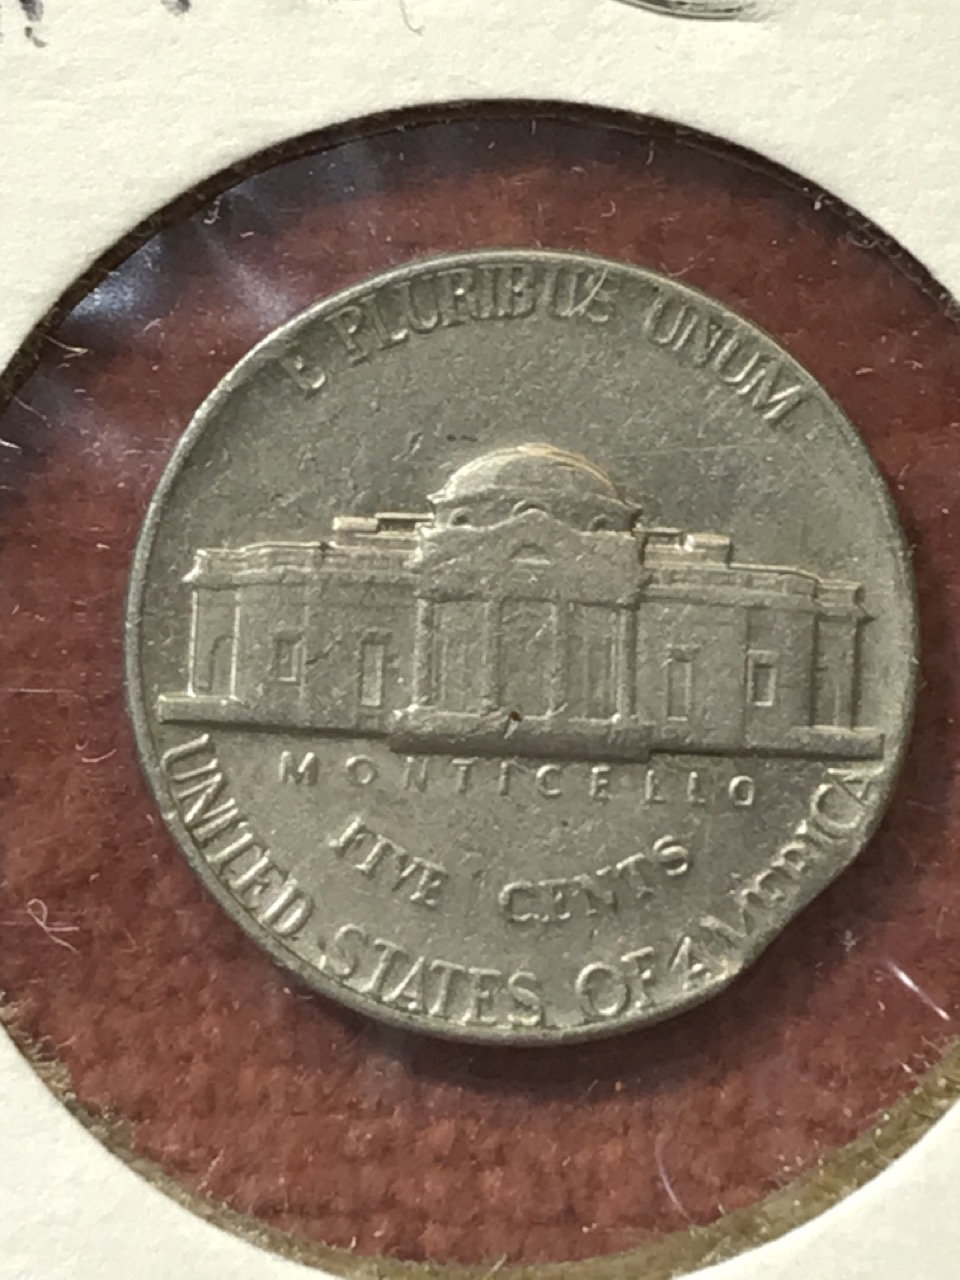 E PLURIBUS UNUM
MONTICELLO
FIVE CENTS
UNITED STATES OF AMERICA